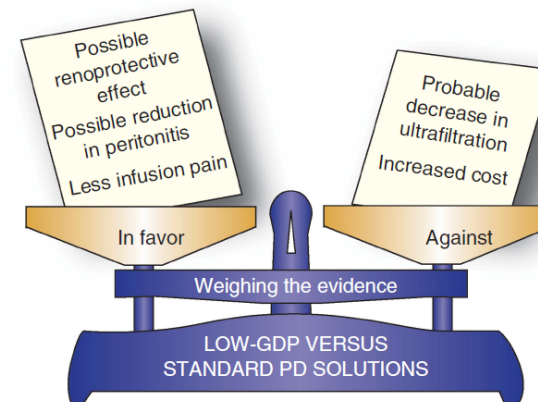 Possible
renoprotective
effect
Possible reduction
in peritonitis
Less infusion pain
Probable
decrease in
ultrafiltration
Increased cost
In favor
Against
Weighing the evidence
LOW-GDP VERSUS
STANDARD PD SOLUTIONS